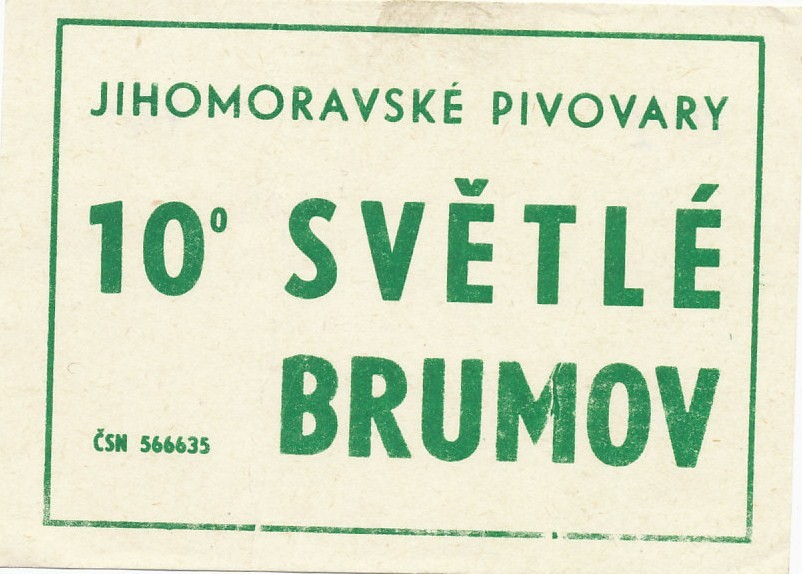 JIHOMORAVSKÉ PIVOVARY
10° SVĚTLÉ
BRUMOV
ČSN 566635